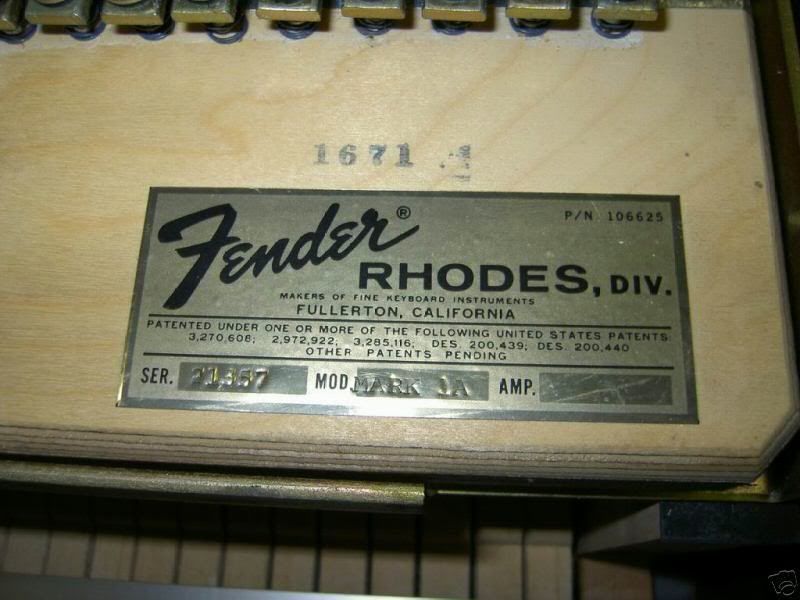 1671
Fender®
P/N 106625
RHODES, DIV.
MAKERS OF FINE KEYBOARD INSTRUMENTS
FULLERTON, CALIFORNIA
PATENTED UNDER ONE OR MORE OF THE FOLLOWING UNITED STATES PATENTS:
3,270,608; 2,972,922; 3,285,116; DES. 200,439; DES. 200,440
OTHER PATENTS PENDING
SER. MOD. MARK 1A AMP.